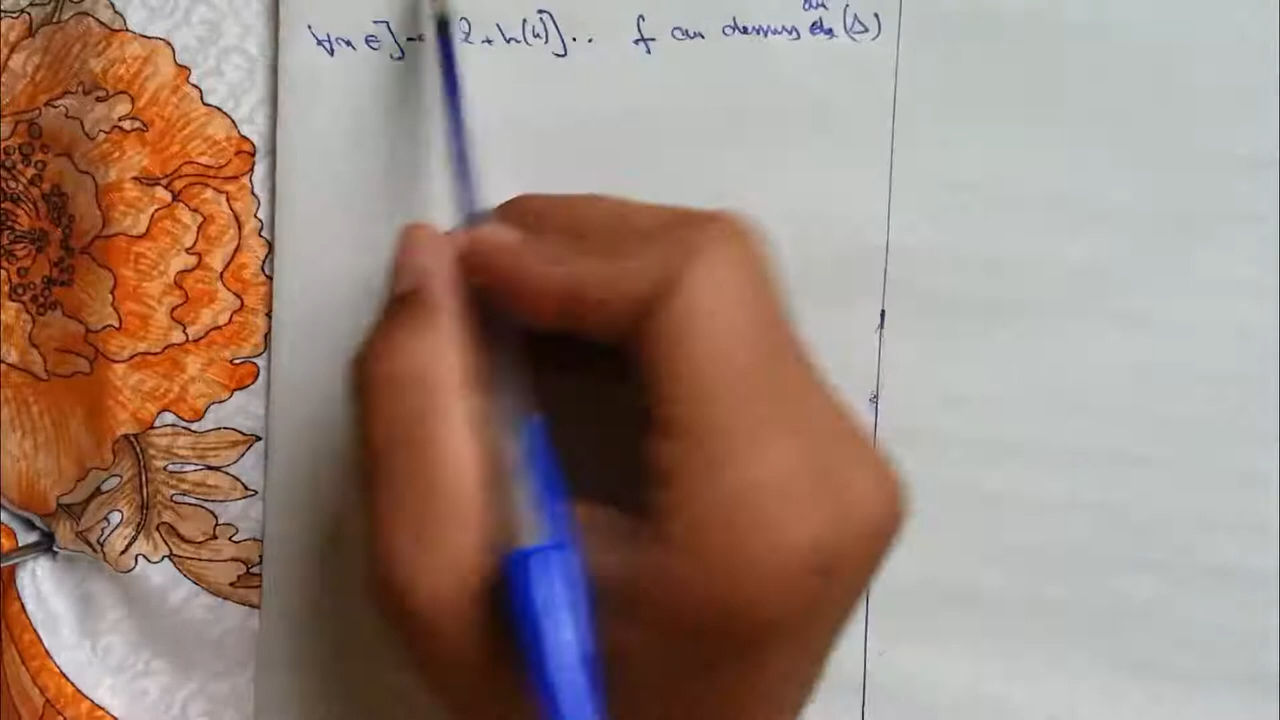 ∀x ∈ ]-∞ 2 + ln(4)] .. f au dessus de (Δ)